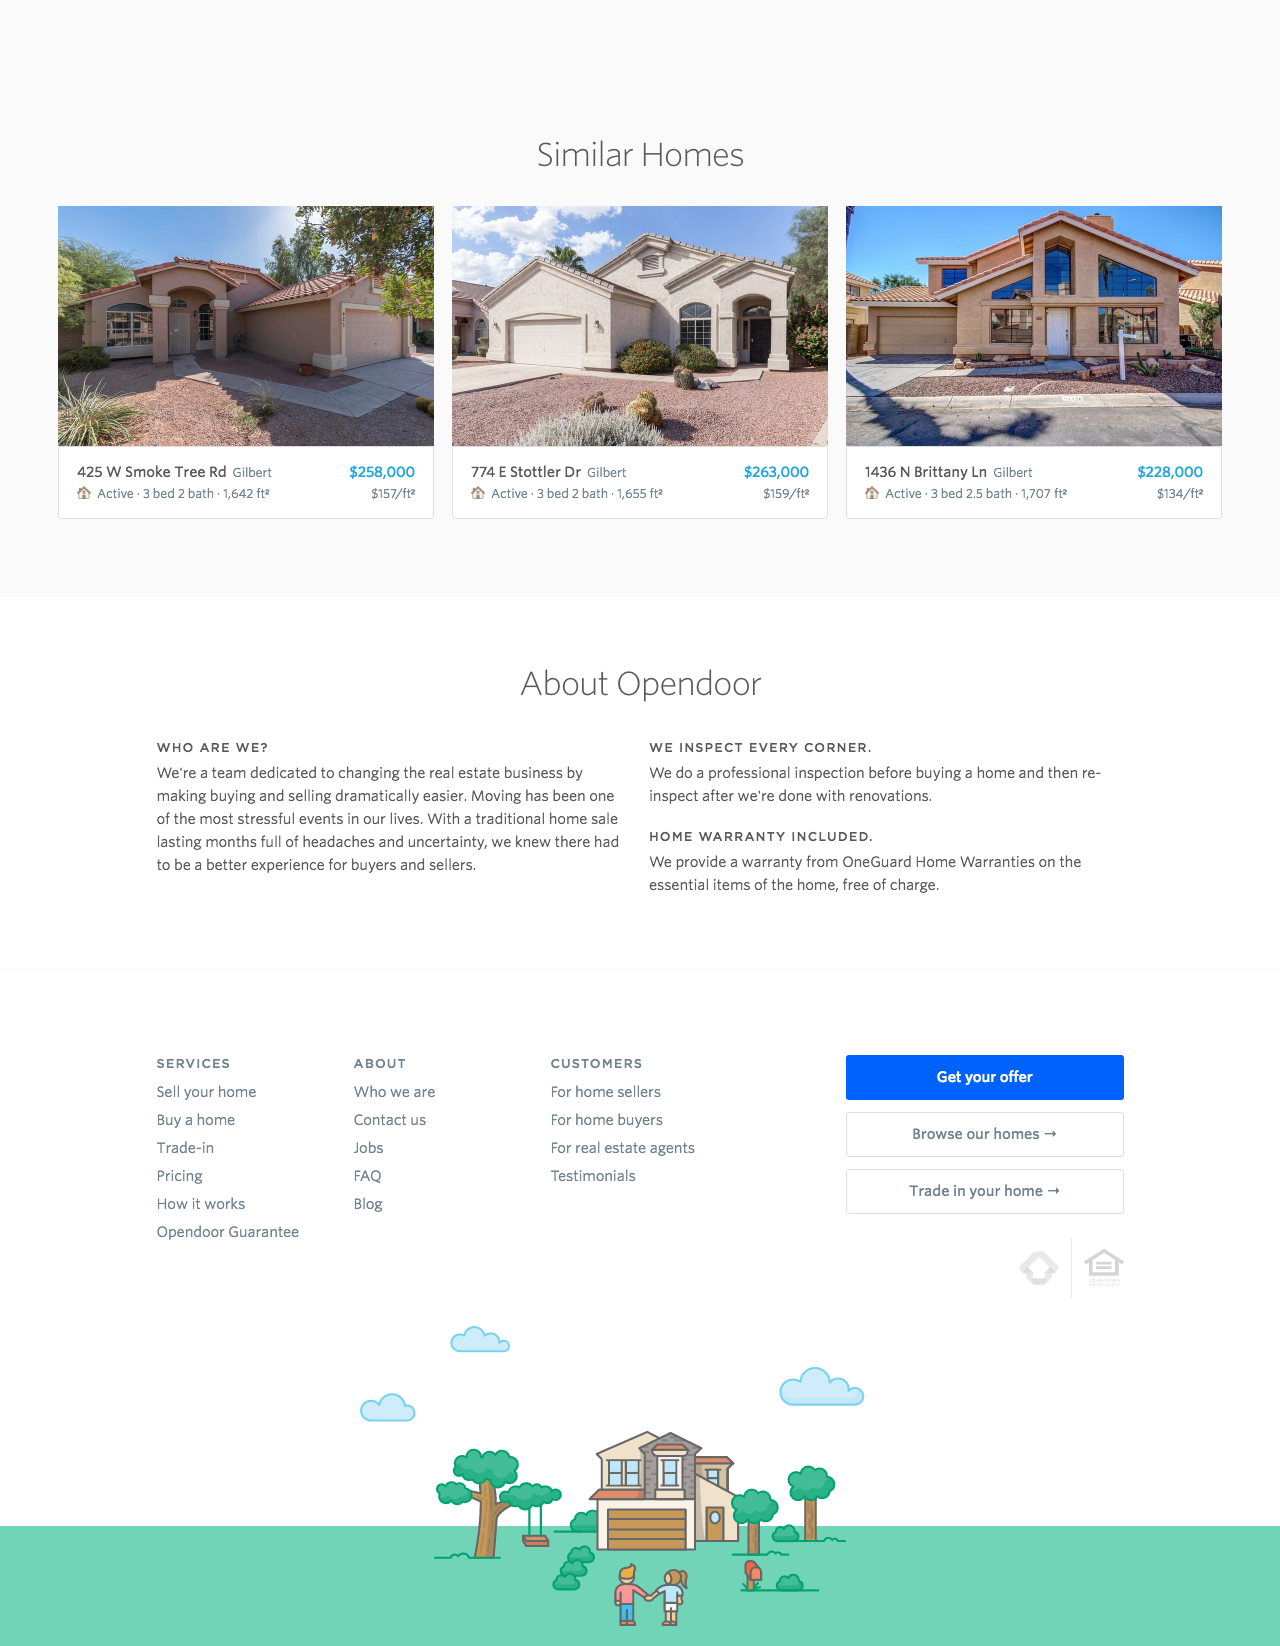 Similar Homes
425 W Smoke Tree Rd Gilbert $258,000
Active · 3 bed 2 bath · 1,642 ft² $157/ft²
774 E Stottler Dr Gilbert $263,000
Active · 3 bed 2 bath · 1,655 ft² $159/ft²
1436 N Brittany Ln Gilbert $228,000
Active · 3 bed 2.5 bath · 1,707 ft² $134/ft²
About Opendoor
WHO ARE WE?
We're a team dedicated to changing the real estate business by
making buying and selling dramatically easier. Moving has been one
of the most stressful events in our lives. With a traditional home sale
lasting months full of headaches and uncertainty, we knew there had
to be a better experience for buyers and sellers.
WE INSPECT EVERY CORNER.
We do a professional inspection before buying a home and then re-
inspect after we're done with renovations.
HOME WARRANTY INCLUDED.
We provide a warranty from OneGuard Home Warranties on the
essential items of the home, free of charge.
SERVICES
Sell your home
Buy a home
Trade-in
Pricing
How it works
Opendoor Guarantee
ABOUT
Who we are
Contact us
Jobs
FAQ
Blog
CUSTOMERS
For home sellers
For home buyers
For real estate agents
Testimonials
Get your offer
Browse our homes →
Trade in your home →